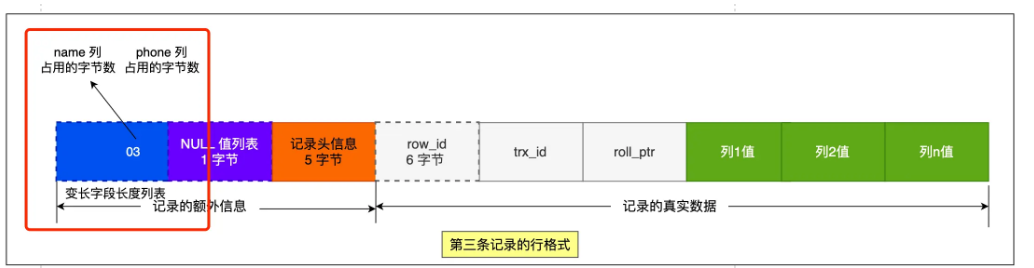 name 列
占用的字节数
phone 列
占用的字节数
03
NULL 值列表
1 字节
记录头信息
5 字节
row_id
6 字节
trx_id
roll_ptr
列1值
列2值
列n值
变长字段长度列表
记录的额外信息
记录的真实数据
第三条记录的行格式